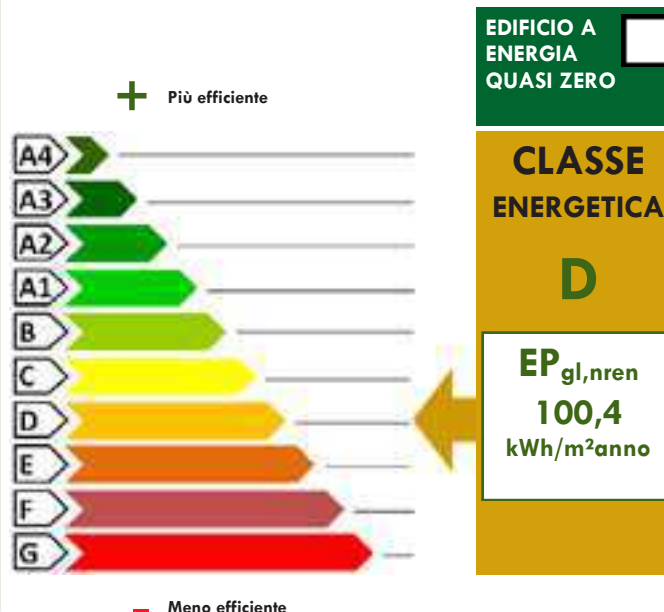 EDIFICIO A
ENERGIA
QUASI ZERO
+ Più efficiente
A4
A3
A2
A1
B
C
D
E
F
G
- Meno efficiente
CLASSE
ENERGETICA
D
EPgl,nren
100,4
kWh/m²anno